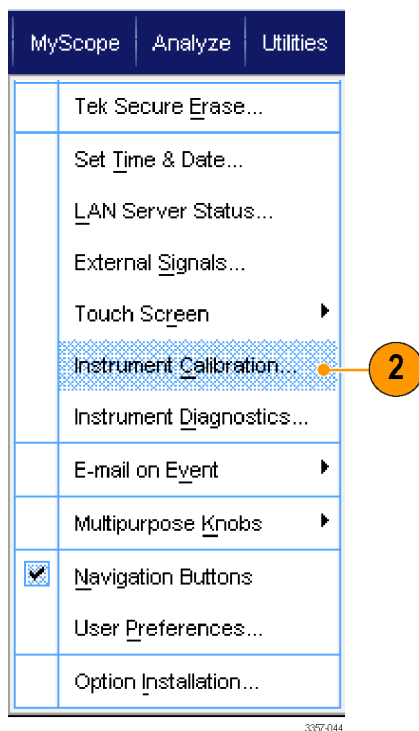 MyScope Analyze Utilities
Tek Secure Erase...
Set Time & Date...
LAN Server Status...
External Signals...
Touch Screen
Instrument Calibration...
2
Instrument Diagnostics...
E-mail on Event
Multipurpose Knobs
Navigation Buttons
User Preferences...
Option Installation...
3357-044